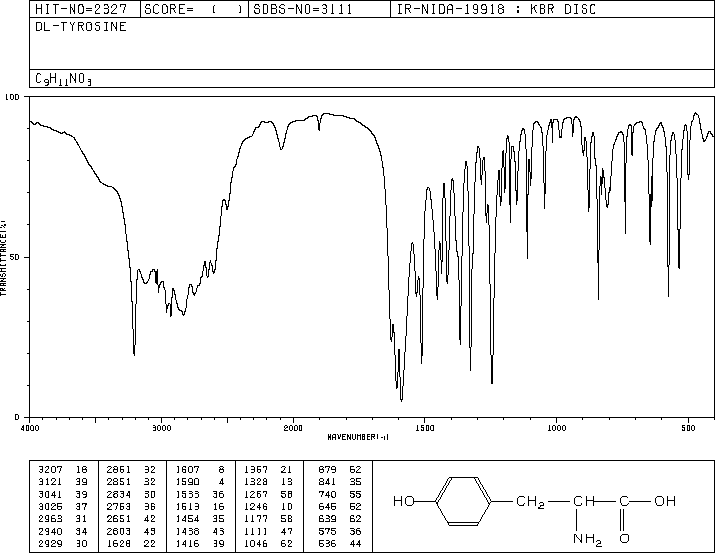 HIT-NO=2327 SCORE= ( ) SDBS-NO=3111 IR-NIDA-19918 : KBR DISC
DL-TYROSINE
C9H11NO3
100
50
0
TRANSMITTANCE(%)
4000 3000 2000 1500 1000 500
WAVENUMBER(-1)
3207 18 2861 32 1607 8 1367 21 879 62
3121 39 2851 32 1590 4 1328 13 841 35
3041 39 2834 30 1533 36 1267 58 740 55
3025 37 2753 36 1513 16 1246 10 645 52
2963 31 2651 42 1454 35 1177 58 639 62
2940 34 2603 43 1438 43 1111 47 575 36
2929 30 1628 22 1416 39 1046 62 536 44
HO CH2 CH C OH
NH2 O